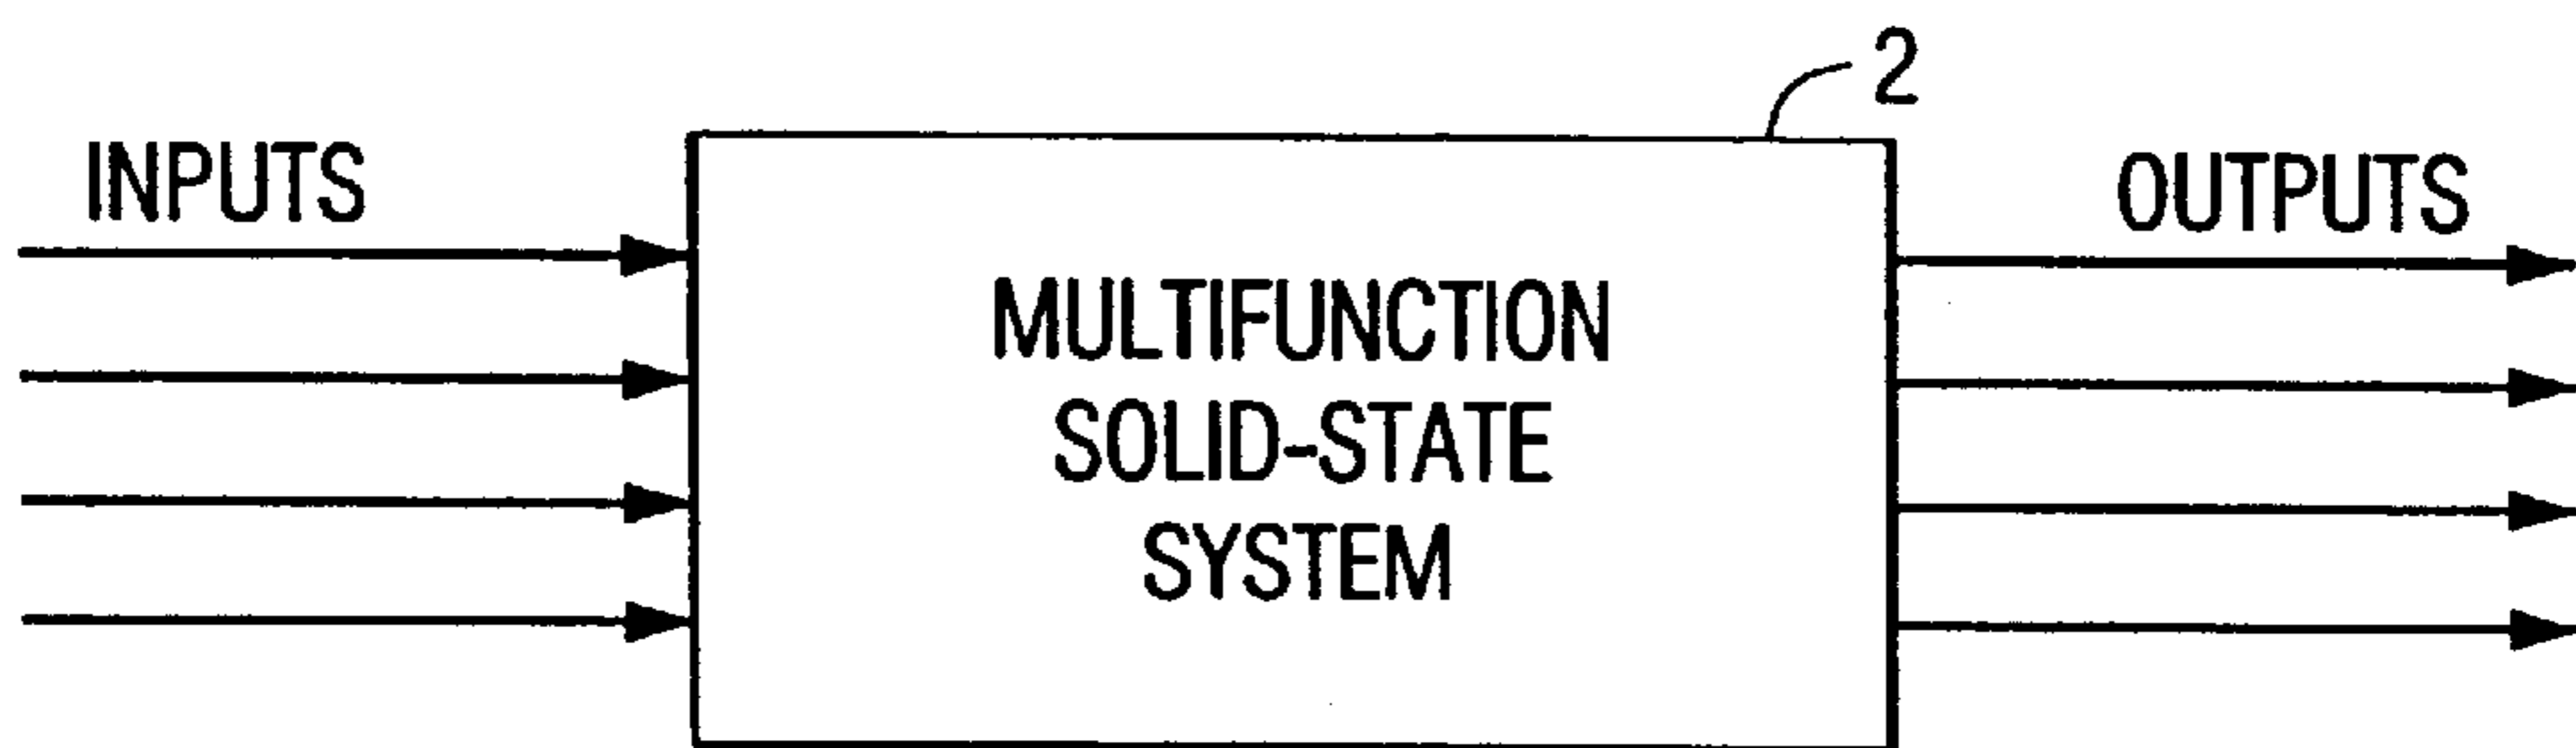 2
INPUTS
OUTPUTS
MULTIFUNCTION
SOLID-STATE
SYSTEM